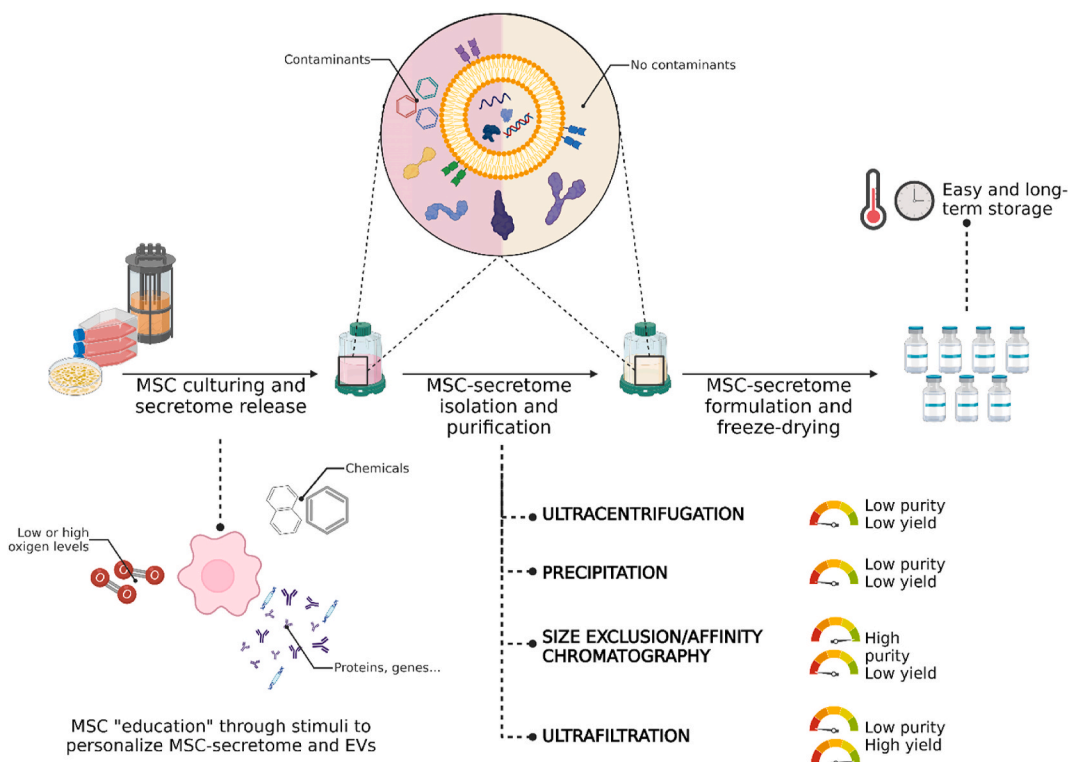 Contaminants
No contaminants
Easy and long-
term storage
MSC culturing and
secretome release
MSC-secretome
isolation and
purification
MSC-secretome
formulation and
freeze-drying
Chemicals
Low or high
oxigen levels
O
O
O
O
Proteins, genes...
MSC "education" through stimuli to
personalize MSC-secretome and EVs
ULTRACENTRIFUGATION
Low purity
Low yield
PRECIPITATION
Low purity
Low yield
SIZE EXCLUSION/AFFINITY
CHROMATOGRAPHY
High
purity
Low yield
ULTRAFILTRATION
Low purity
High yield